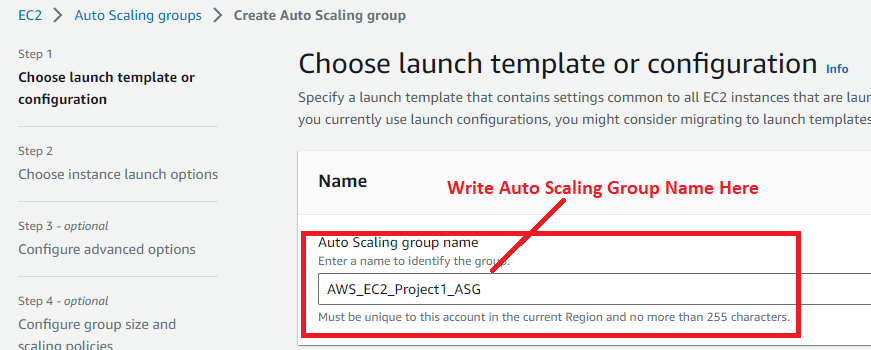 EC2 > Auto Scaling groups > Create Auto Scaling group
Step 1
Choose launch template or
configuration
Step 2
Choose instance launch options
Step 3 - optional
Configure advanced options
Step 4 - optional
Configure group size and
scaling policies
Choose launch template or configuration Info
Specify a launch template that contains settings common to all EC2 instances that are laun
you currently use launch configurations, you might consider migrating to launch templates
Name
Write Auto Scaling Group Name Here
Auto Scaling group name
Enter a name to identify the group.
AWS_EC2_Project1_ASG
Must be unique to this account in the current Region and no more than 255 characters.